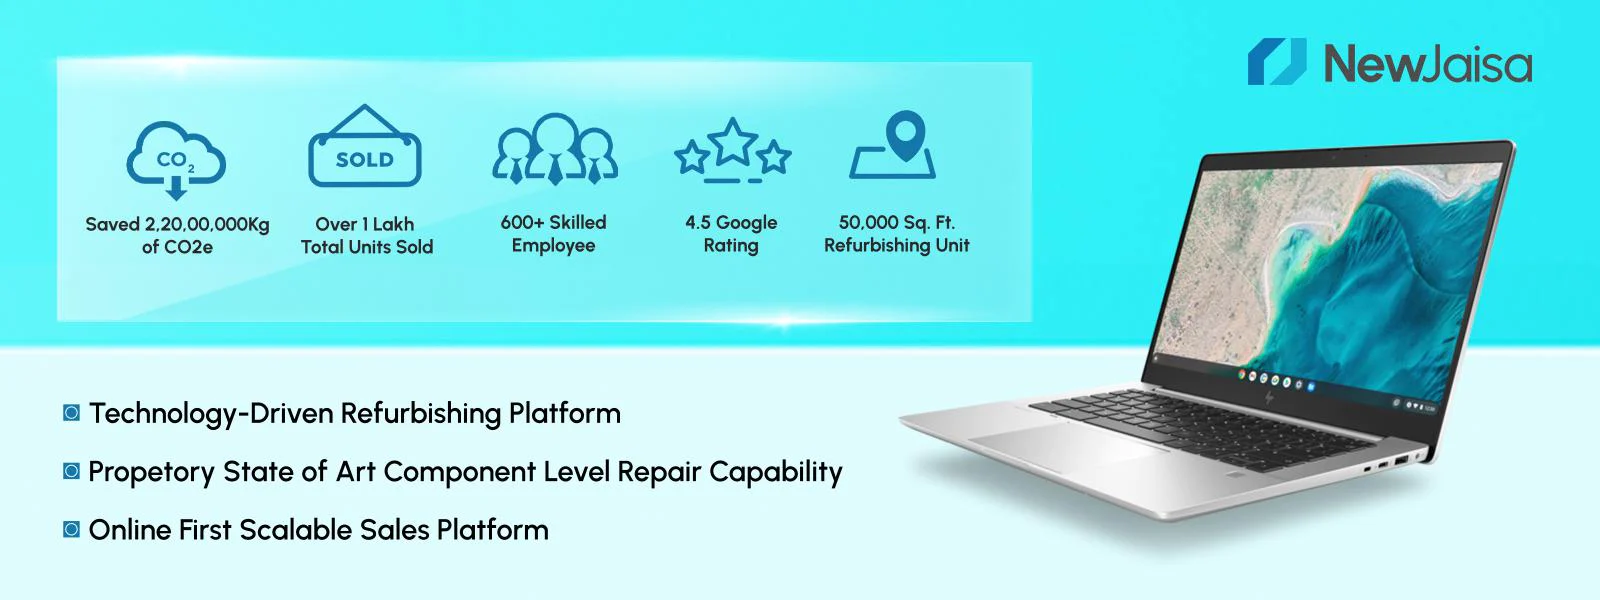 NewJaisa
CO2
SOLD
Saved 2,20,00,000Kg
of CO2e
Over 1 Lakh
Total Units Sold
600+ Skilled
Employee
4.5 Google
Rating
50,000 Sq. Ft.
Refurbishing Unit
Technology-Driven Refurbishing Platform
Propetory State of Art Component Level Repair Capability
Online First Scalable Sales Platform